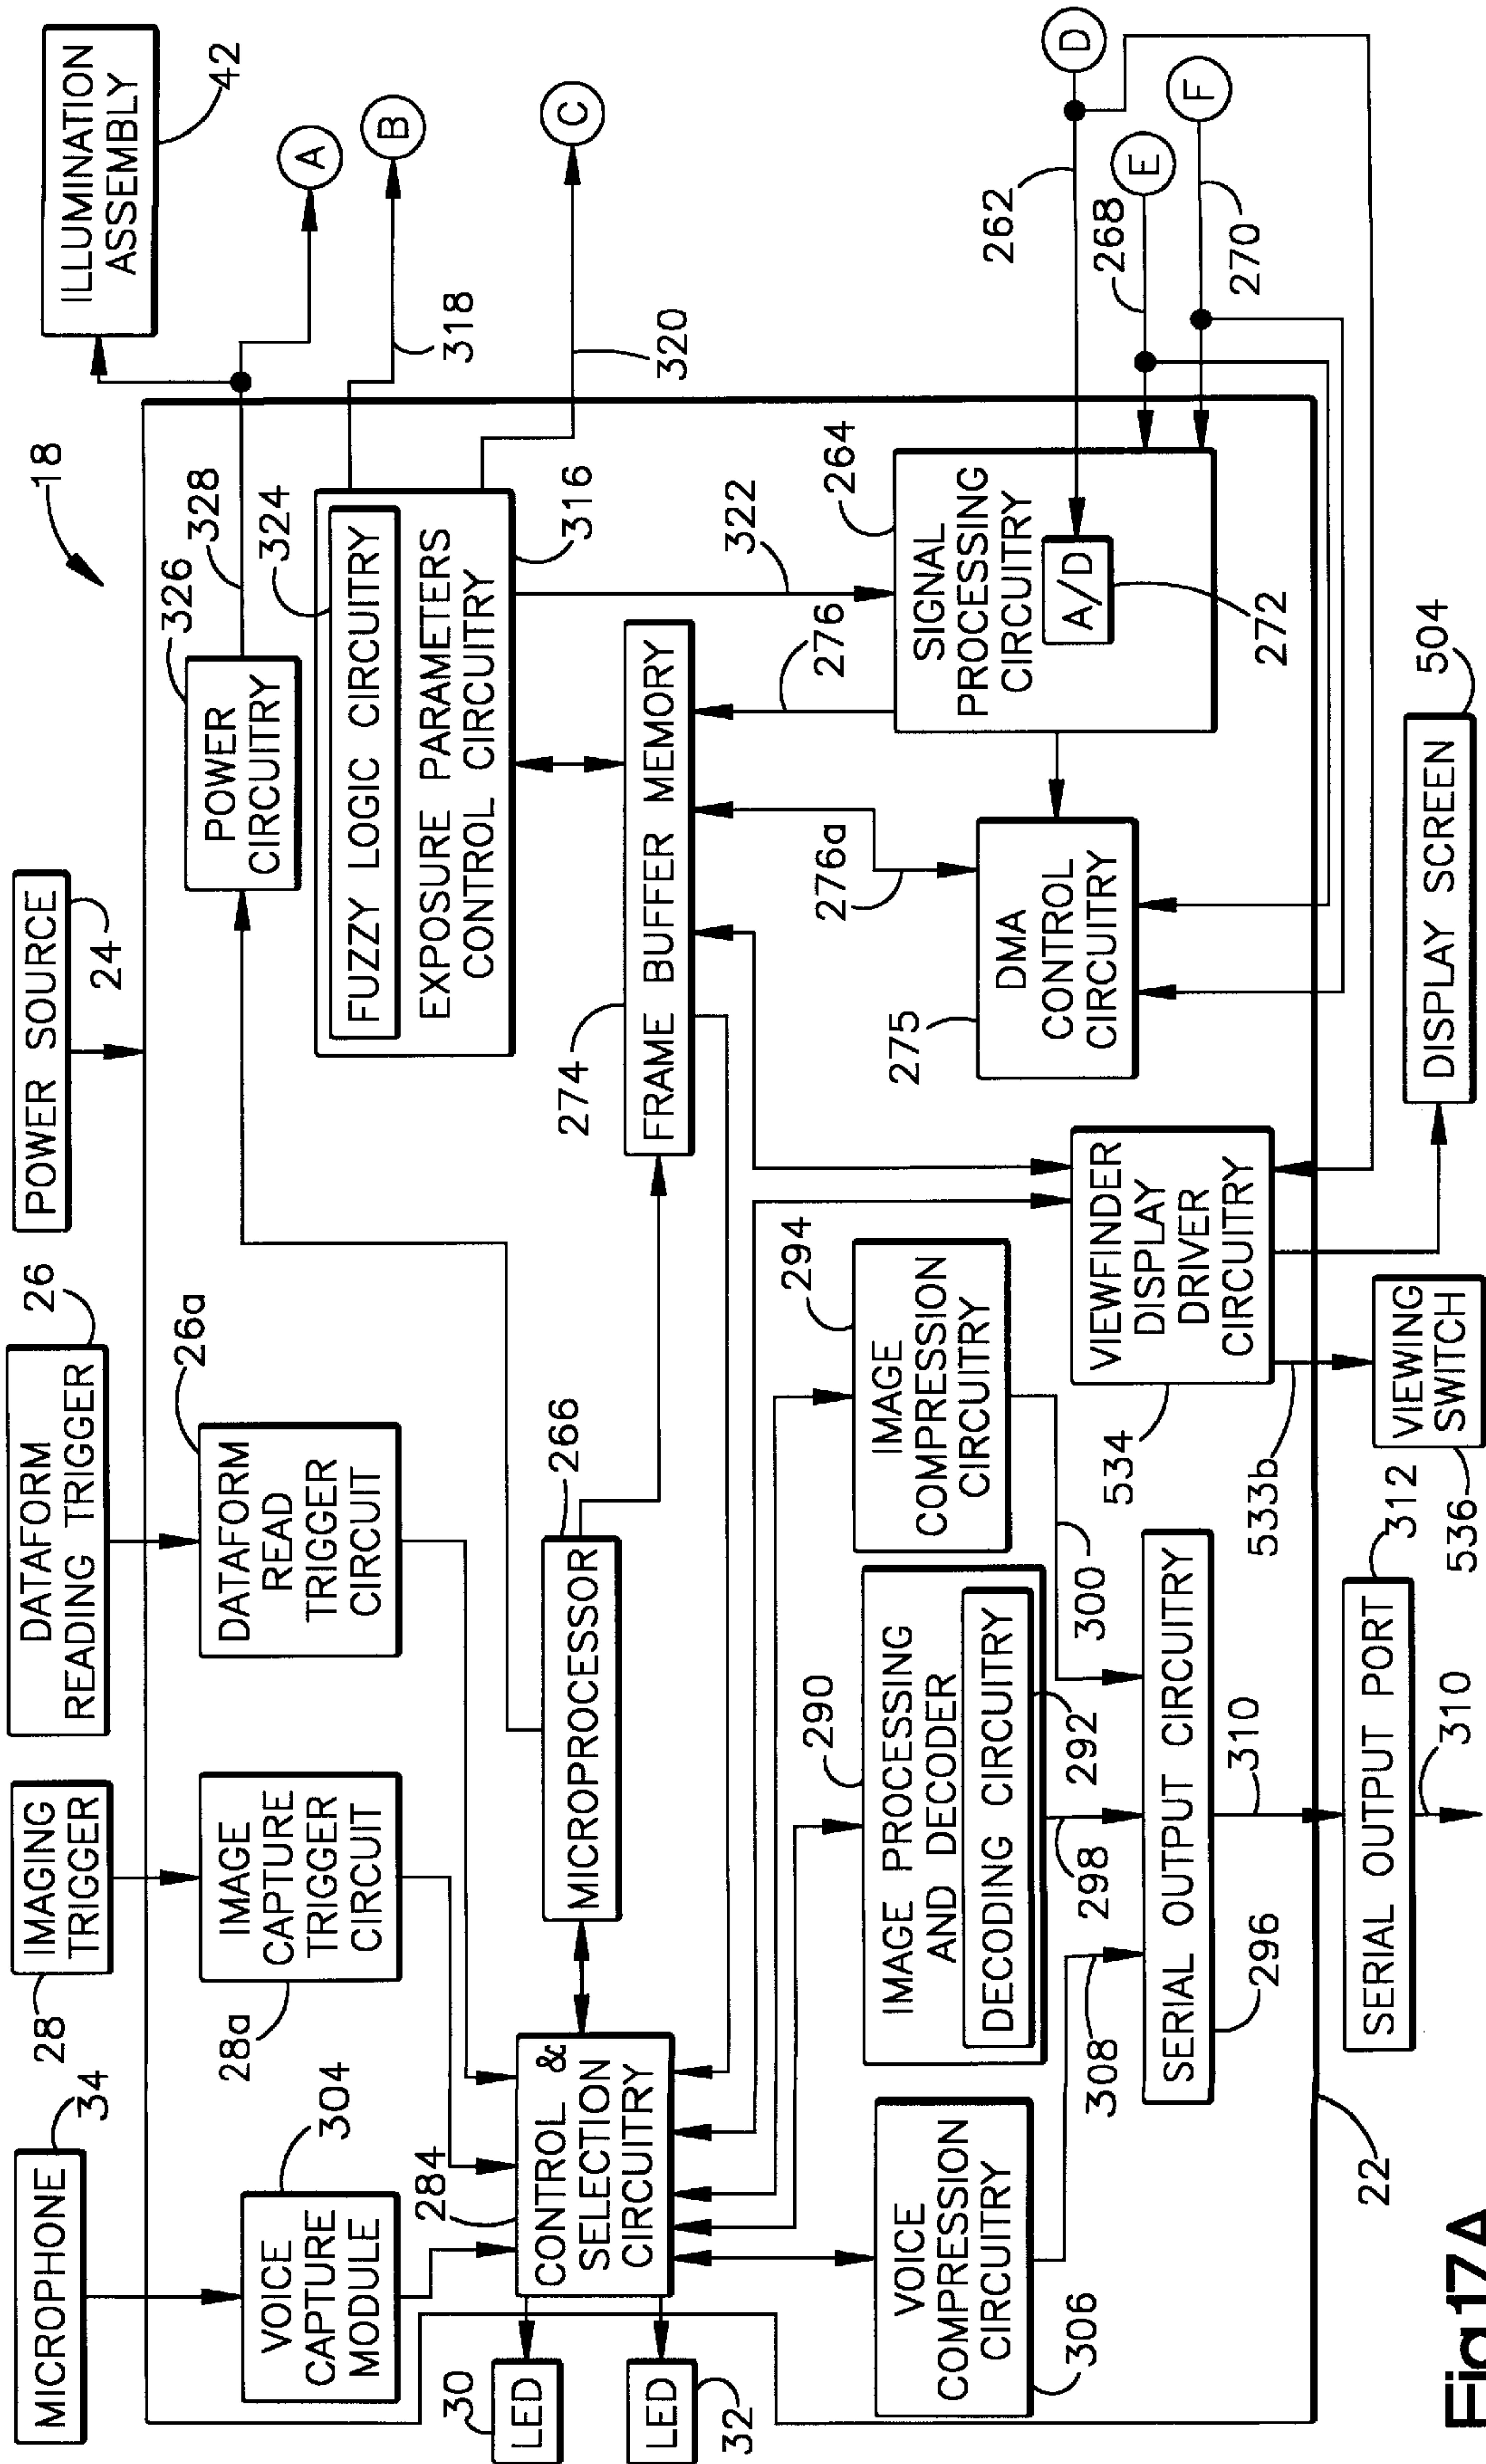 18
MICROPHONE
34
IMAGING
TRIGGER
28
DATAFORM
READING TRIGGER
26
POWER SOURCE
24
ILLUMINATION
ASSEMBLY
42
VOICE
CAPTURE
MODULE
304
IMAGE
CAPTURE
TRIGGER
CIRCUIT
28a
DATAFORM
READ
TRIGGER
CIRCUIT
26a
POWER
CIRCUITRY
326
328
A
FUZZY LOGIC CIRCUITRY
324
EXPOSURE PARAMETERS
CONTROL CIRCUITRY
316
318
B
320
C
LED
30
LED
32
CONTROL &
SELECTION
CIRCUITRY
284
MICROPROCESSOR
266
FRAME BUFFER MEMORY
274
322
276
276a
SIGNAL
PROCESSING
CIRCUITRY
264
A/D
272
262
D
268
E
270
F
DMA
CONTROL
CIRCUITRY
275
VOICE
COMPRESSION
CIRCUITRY
306
IMAGE PROCESSING
AND DECODER
290
DECODING CIRCUITRY
292
IMAGE
COMPRESSION
CIRCUITRY
294
VIEWFINDER
DISPLAY
DRIVER
CIRCUITRY
534
308
298
300
SERIAL OUTPUT CIRCUITRY
296
310
533b
22
SERIAL OUTPUT PORT
312
310
VIEWING
SWITCH
536
DISPLAY SCREEN
504
Fig.17A